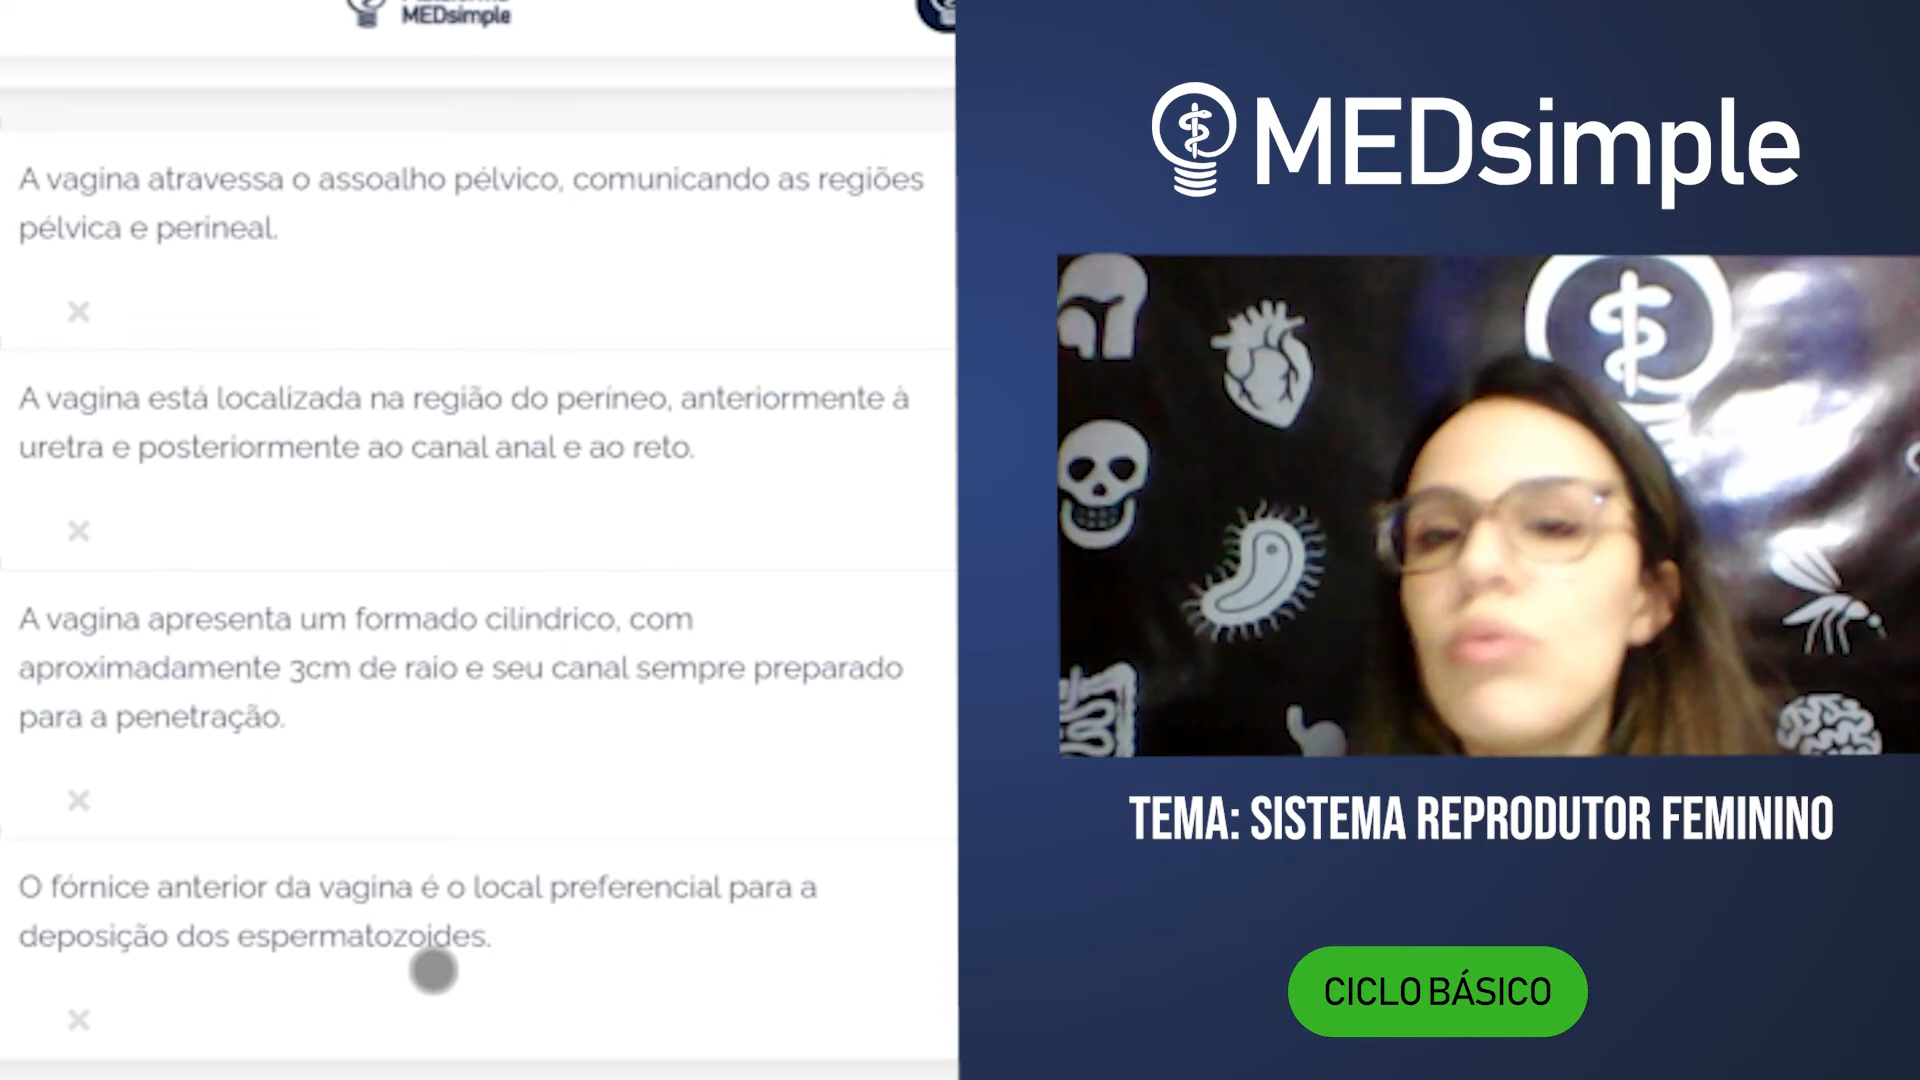 MEDsimple
A vagina atravessa o assoalho pélvico, comunicando as regiões
pélvica e perineal.
A vagina está localizada na região do períneo, anteriormente à
uretra e posteriormente ao canal anal e ao reto.
A vagina apresenta um formado cilíndrico, com
aproximadamente 3cm de raio e seu canal sempre preparado
para a penetração.
O fórnice anterior da vagina é o local preferencial para a
deposição dos espermatozoides.
MEDsimple
TEMA: SISTEMA REPRODUTOR FEMININO
CICLO BÁSICO